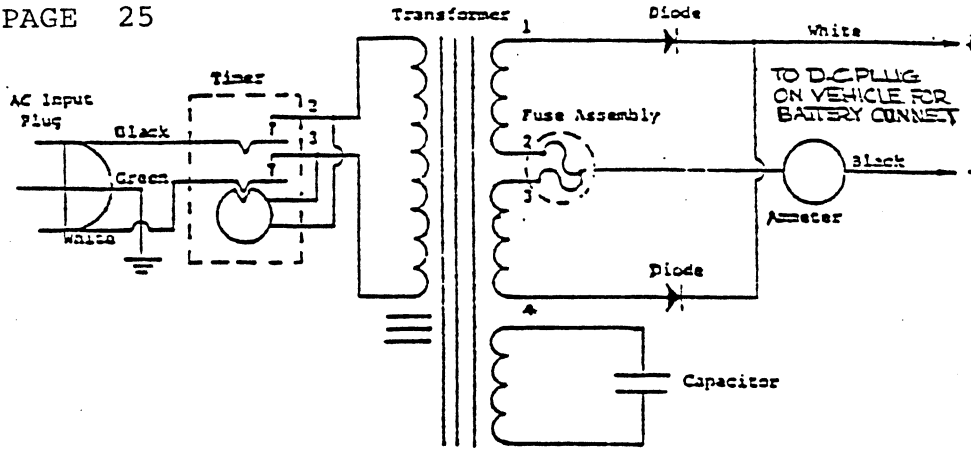 PAGE 25
Transformer
Diode
1
White
Timer
AC Input
Plug
TO D-C PLUG
ON VEHICLE FOR
BATTERY CONNECT
2
Black
Fuse Assembly
3
2
Black
Green
3
Ammeter
White
Diode
4
Capacitor